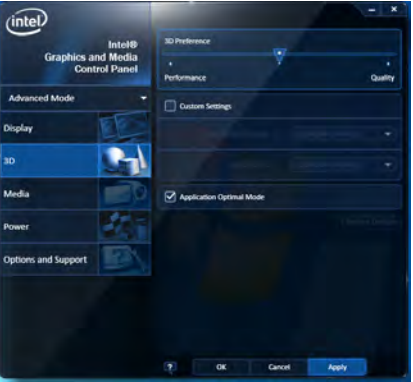 intel
Intel®
Graphics and Media
Control Panel
Advanced Mode
Display
3D
Media
Power
Options and Support
3D Preference
Performance
Quality
Custom Settings
Application Optimal Mode
?
OK
Cancel
Apply